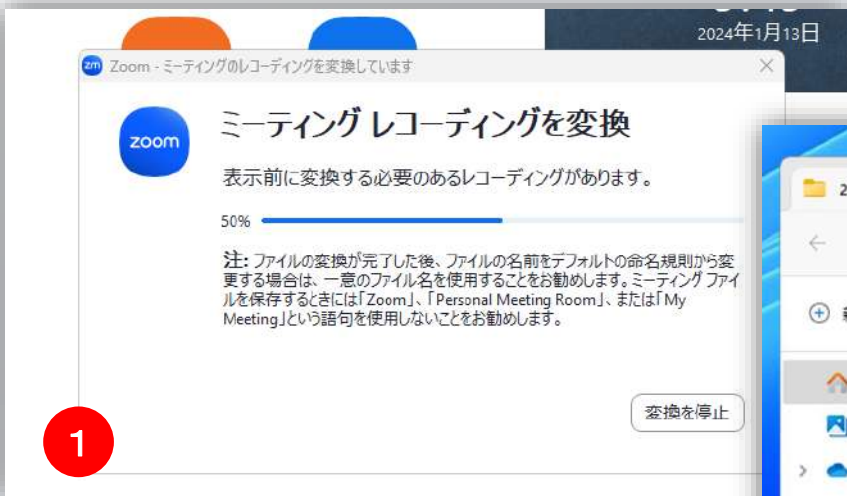 2024年1月13日
zm Zoom - ミーティングのレコーディングを変換しています
zoom
ミーティング レコーディングを変換
表示前に変換する必要のあるレコーディングがあります。
50%
注: ファイルの変換が完了した後、ファイルの名前をデフォルトの命名規則から変
更する場合は、一意のファイル名を使用することをお勧めします。ミーティング ファイ
ルを保存するときには「Zoom」、「Personal Meeting Room」、または「My
Meeting」という語句を使用しないことをお勧めします。
変換を停止
1
2